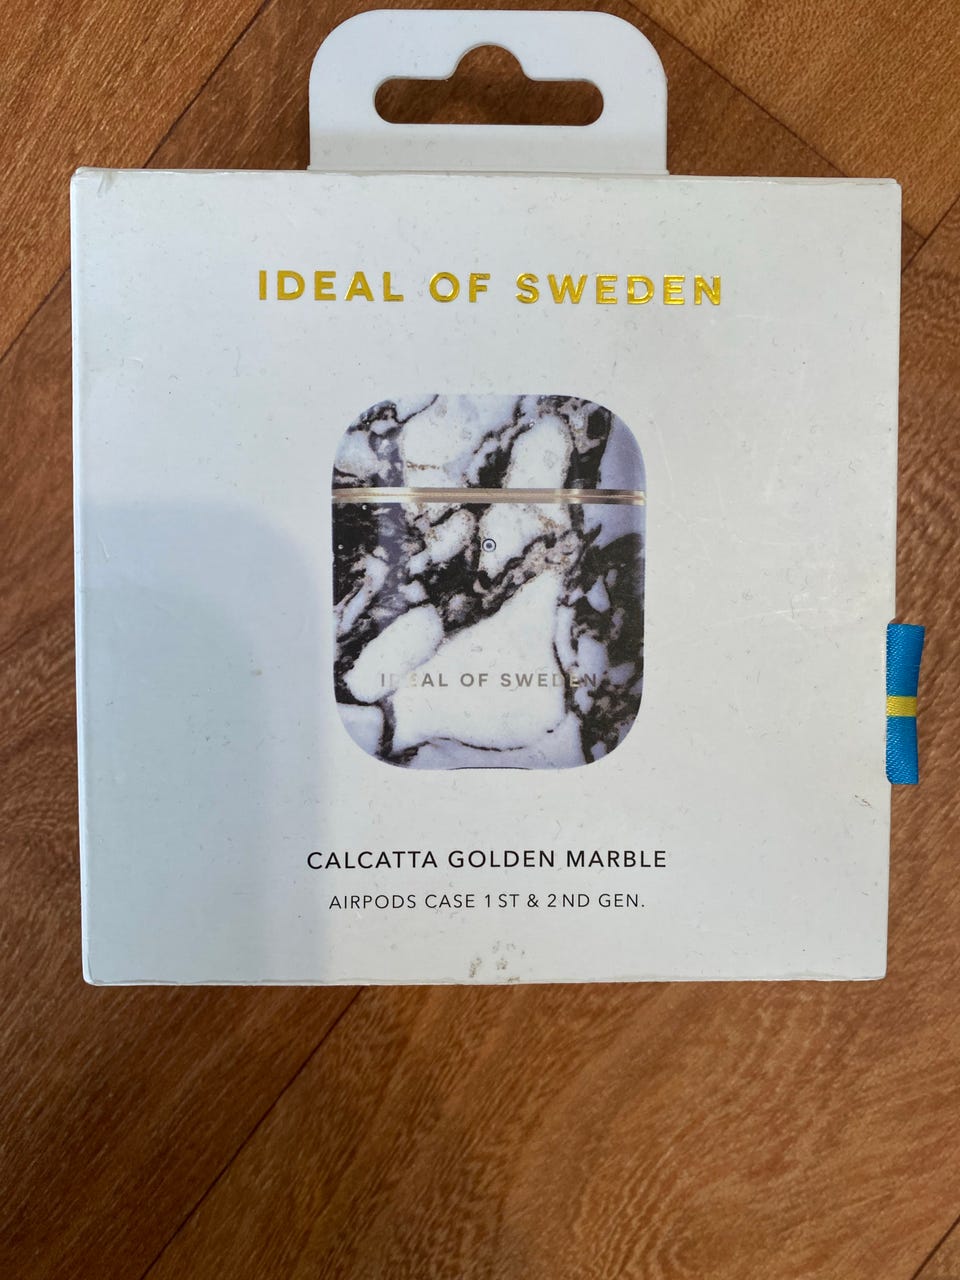 IDEAL OF SWEDEN
IDEAL OF SWEDEN
CALCATTA GOLDEN MARBLE
AIRPODS CASE 1ST & 2ND GEN.